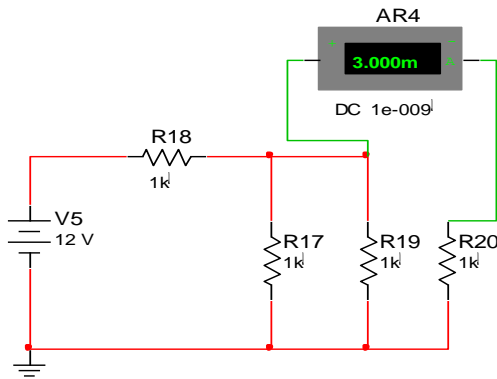 AR4
+ −
3.000m A
DC 1e-009
R18
1k
V5
12 V
R17
1k
R19
1k
R20
1k